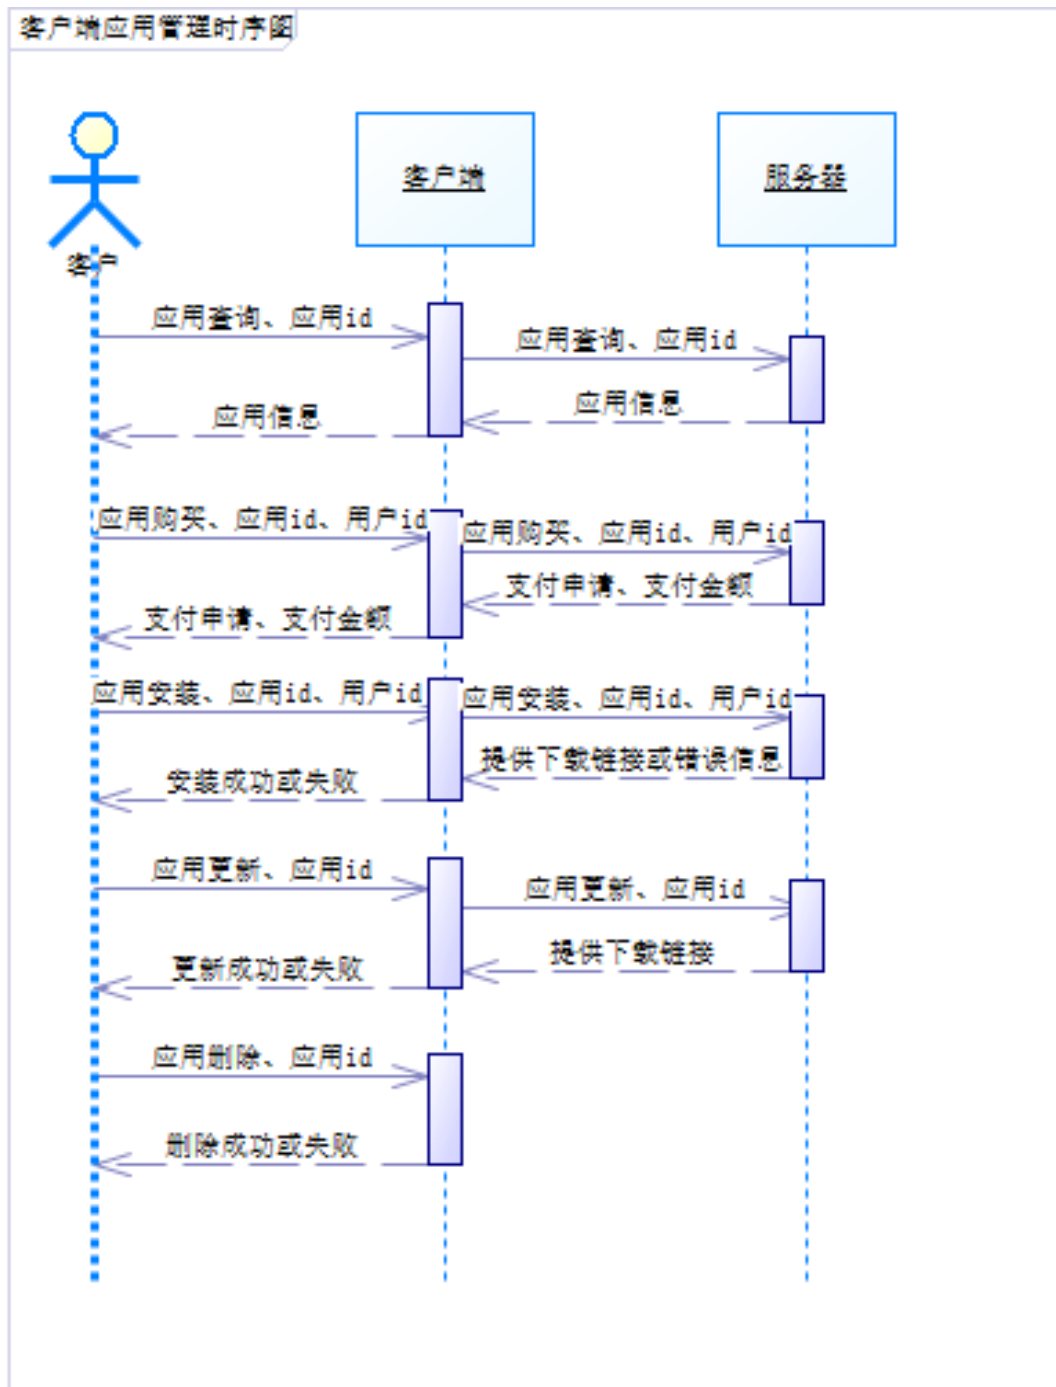 客户端应用管理时序图
客户端
服务器
客户
应用查询、应用id
应用查询、应用id
应用信息
应用信息
应用购买、应用id、用户id
应用购买、应用id、用户id
支付申请、支付金额
支付申请、支付金额
应用安装、应用id、用户id
应用安装、应用id、用户id
提供下载链接或错误信息
安装成功或失败
应用更新、应用id
应用更新、应用id
提供下载链接
更新成功或失败
应用删除、应用id
删除成功或失败